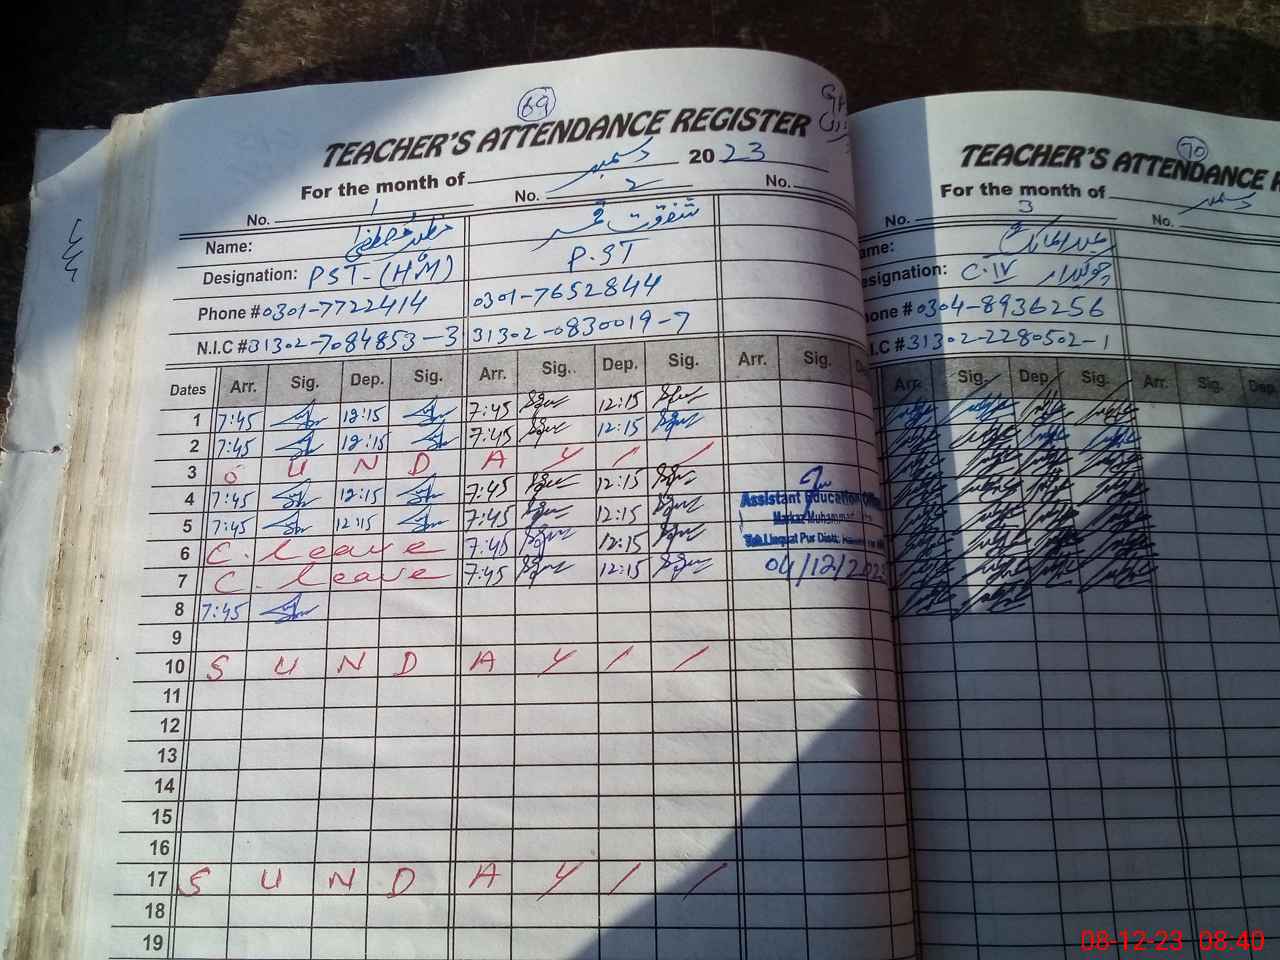 69
TEACHER'S ATTENDANCE REGISTER
For the month of دسمبر 2023
No. 1 No. 2 No.
Name: شفقت
Designation: PST-(H.M) P.ST
Phone # 0301-7722414 0301-7652844
N.I.C # 31302-7084853-3 31302-0830019-7
Dates Arr. Sig. Dep. Sig. Arr. Sig. Dep. Sig. Arr. Sig.
1 7:45 12:15 7:45 12:15
2 7:45 12:15 7:45 12:15
3 S U N D A Y / /
4 7:45 12:15 7:45 12:15
5 7:45 12:15 7:45 12:15
6 C. leave 7:45 12:15
7 C. leave 7:45 12:15
8 7:45
9
10 S U N D A Y / /
11
12
13
14
15
16
17 S U N D A Y / /
18
19
Assistant Education
Markaz Muhammad
04/12/202
70
TEACHER'S ATTENDANCE R
For the month of دسمبر
No. 3 No.
ame:
esignation: C.IV
hone # 0304-8936256
.I.C # 31302-2280502-1
Arr. Sig. Dep. Sig. Arr. Sig. Dep.
08-12-23 08:40